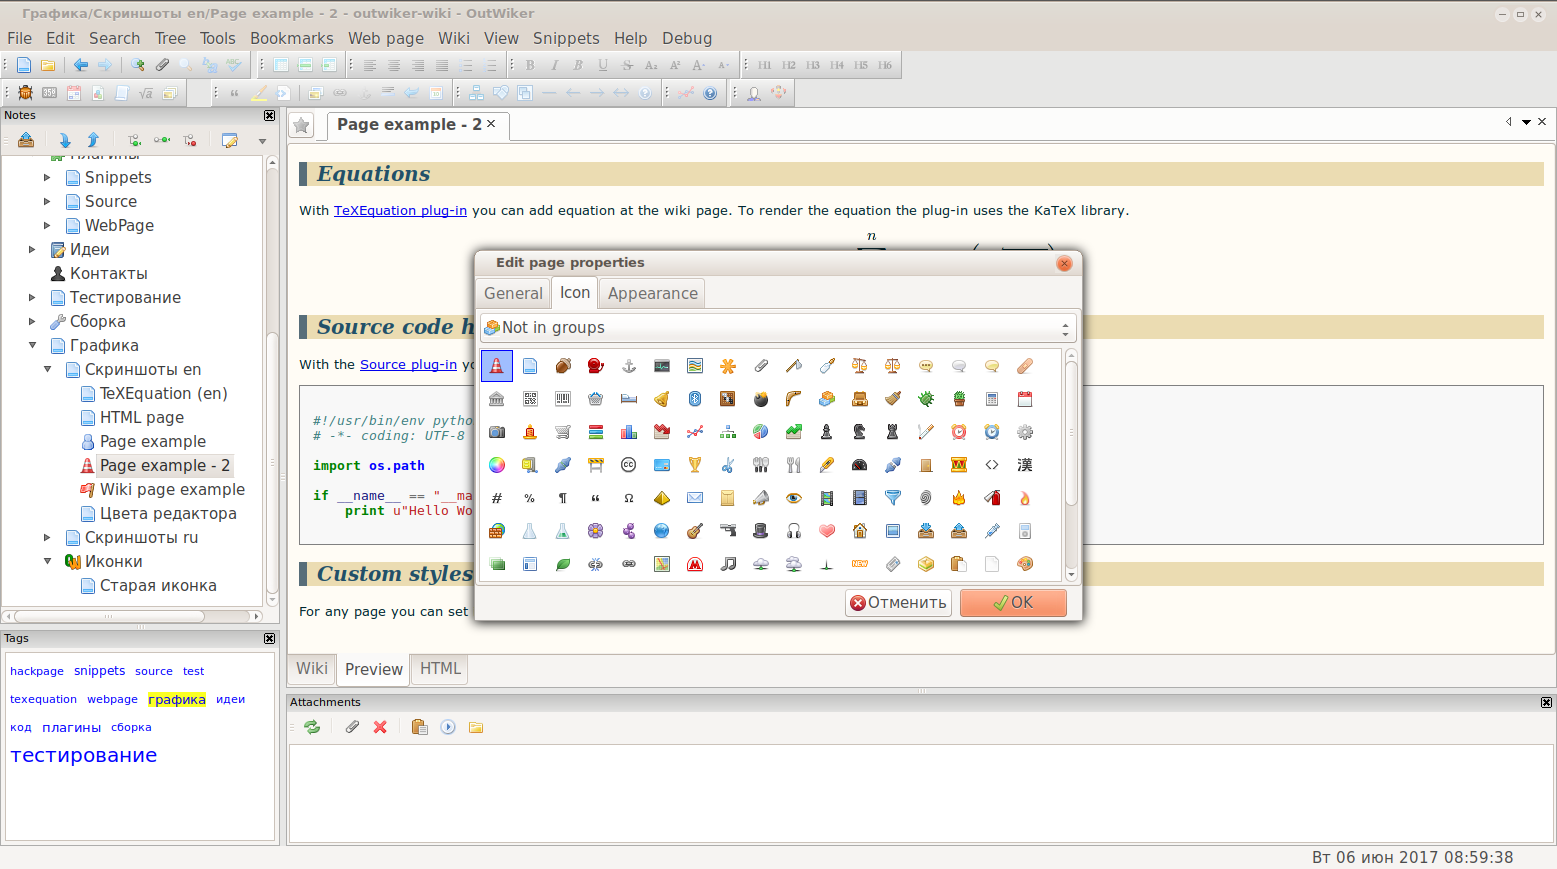 Графика/Скриншоты en/Page example - 2 - outwiker-wiki - OutWiker
File Edit Search Tree Tools Bookmarks Web page Wiki View Snippets Help Debug
B I U S A₂ A² A+ A-
H1 H2 H3 H4 H5 H6
Notes
Плагины
Snippets
Source
WebPage
Идеи
Контакты
Тестирование
Сборка
Графика
Скриншоты en
TeXEquation (en)
HTML page
Page example
Page example - 2
Wiki page example
Цвета редактора
Скриншоты ru
Иконки
Старая иконка
Tags
hackpage snippets source test
texequation webpage графика идеи
код плагины сборка
тестирование
Page example - 2
Equations
With TeXEquation plug-in you can add equation at the wiki page. To render the equation the plug-in uses the KaTeX library.
n
Source code h
With the Source plug-in yo
#!/usr/bin/env python
# -*- coding: UTF-8
import os.path
if __name__ == "__ma
print u"Hello Wo
Custom styles
For any page you can set
Edit page properties
General Icon Appearance
Not in groups
漢
# % ¶ “ Ω
NEW
Отменить OK
Wiki Preview HTML
Attachments
Вт 06 июн 2017 08:59:38